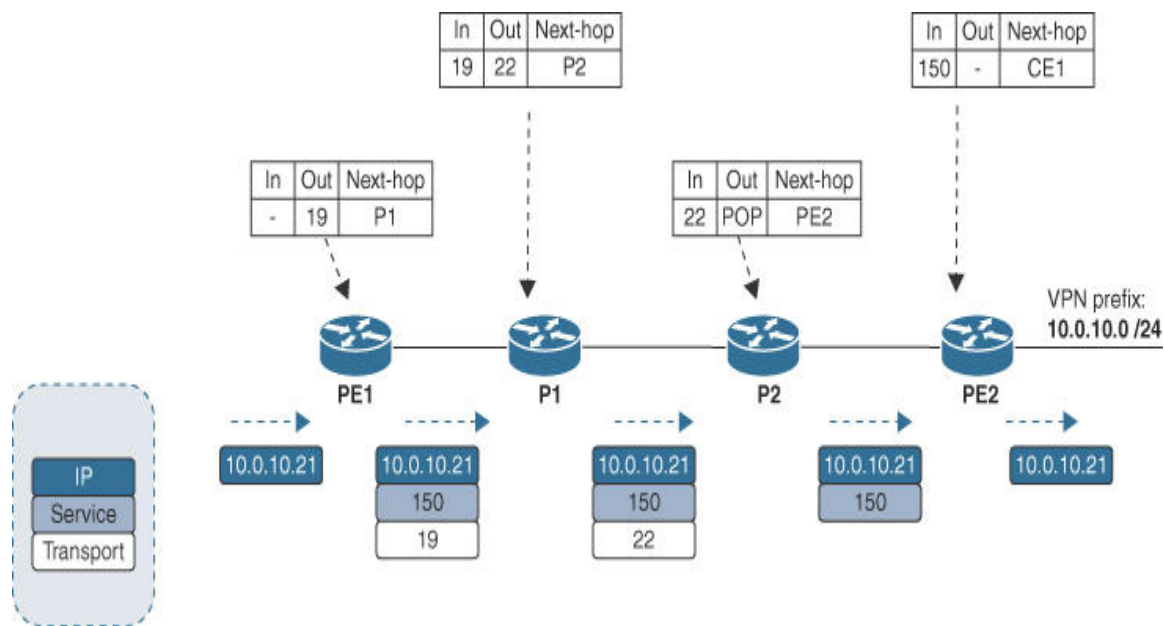 In Out Next-hop
19 22 P2
In Out Next-hop
150 - CE1
In Out Next-hop
- 19 P1
In Out Next-hop
22 POP PE2
VPN prefix:
10.0.10.0 /24
PE1 P1 P2 PE2
IP
Service
Transport
10.0.10.21
10.0.10.21
150
19
10.0.10.21
150
22
10.0.10.21
150
10.0.10.21